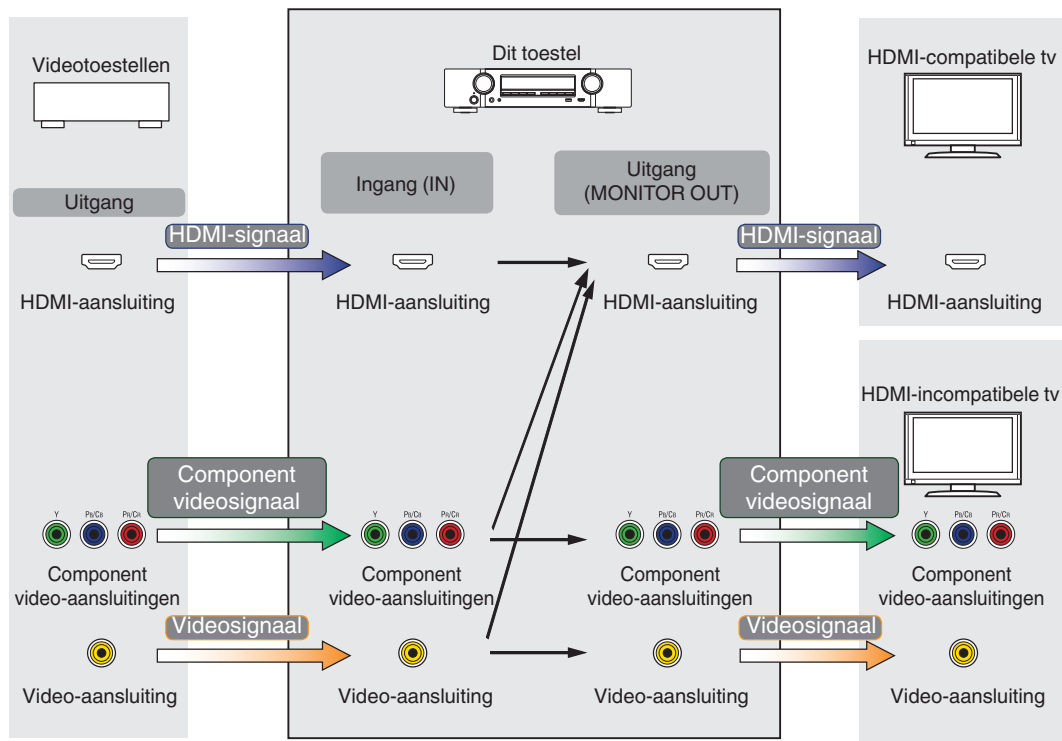 Videotoestellen
Dit toestel
HDMI-compatibele tv
Uitgang
Ingang (IN)
Uitgang
(MONITOR OUT)
HDMI-signaal
HDMI-signaal
HDMI-aansluiting
HDMI-aansluiting
HDMI-aansluiting
HDMI-aansluiting
HDMI-incompatibele tv
Component
videosignaal
Component
videosignaal
Y PB/CB PR/CR
Y PB/CB PR/CR
Y PB/CB PR/CR
Y PB/CB PR/CR
Component
video-aansluitingen
Component
video-aansluitingen
Component
video-aansluitingen
Component
video-aansluitingen
Videosignaal
Videosignaal
Video-aansluiting
Video-aansluiting
Video-aansluiting
Video-aansluiting